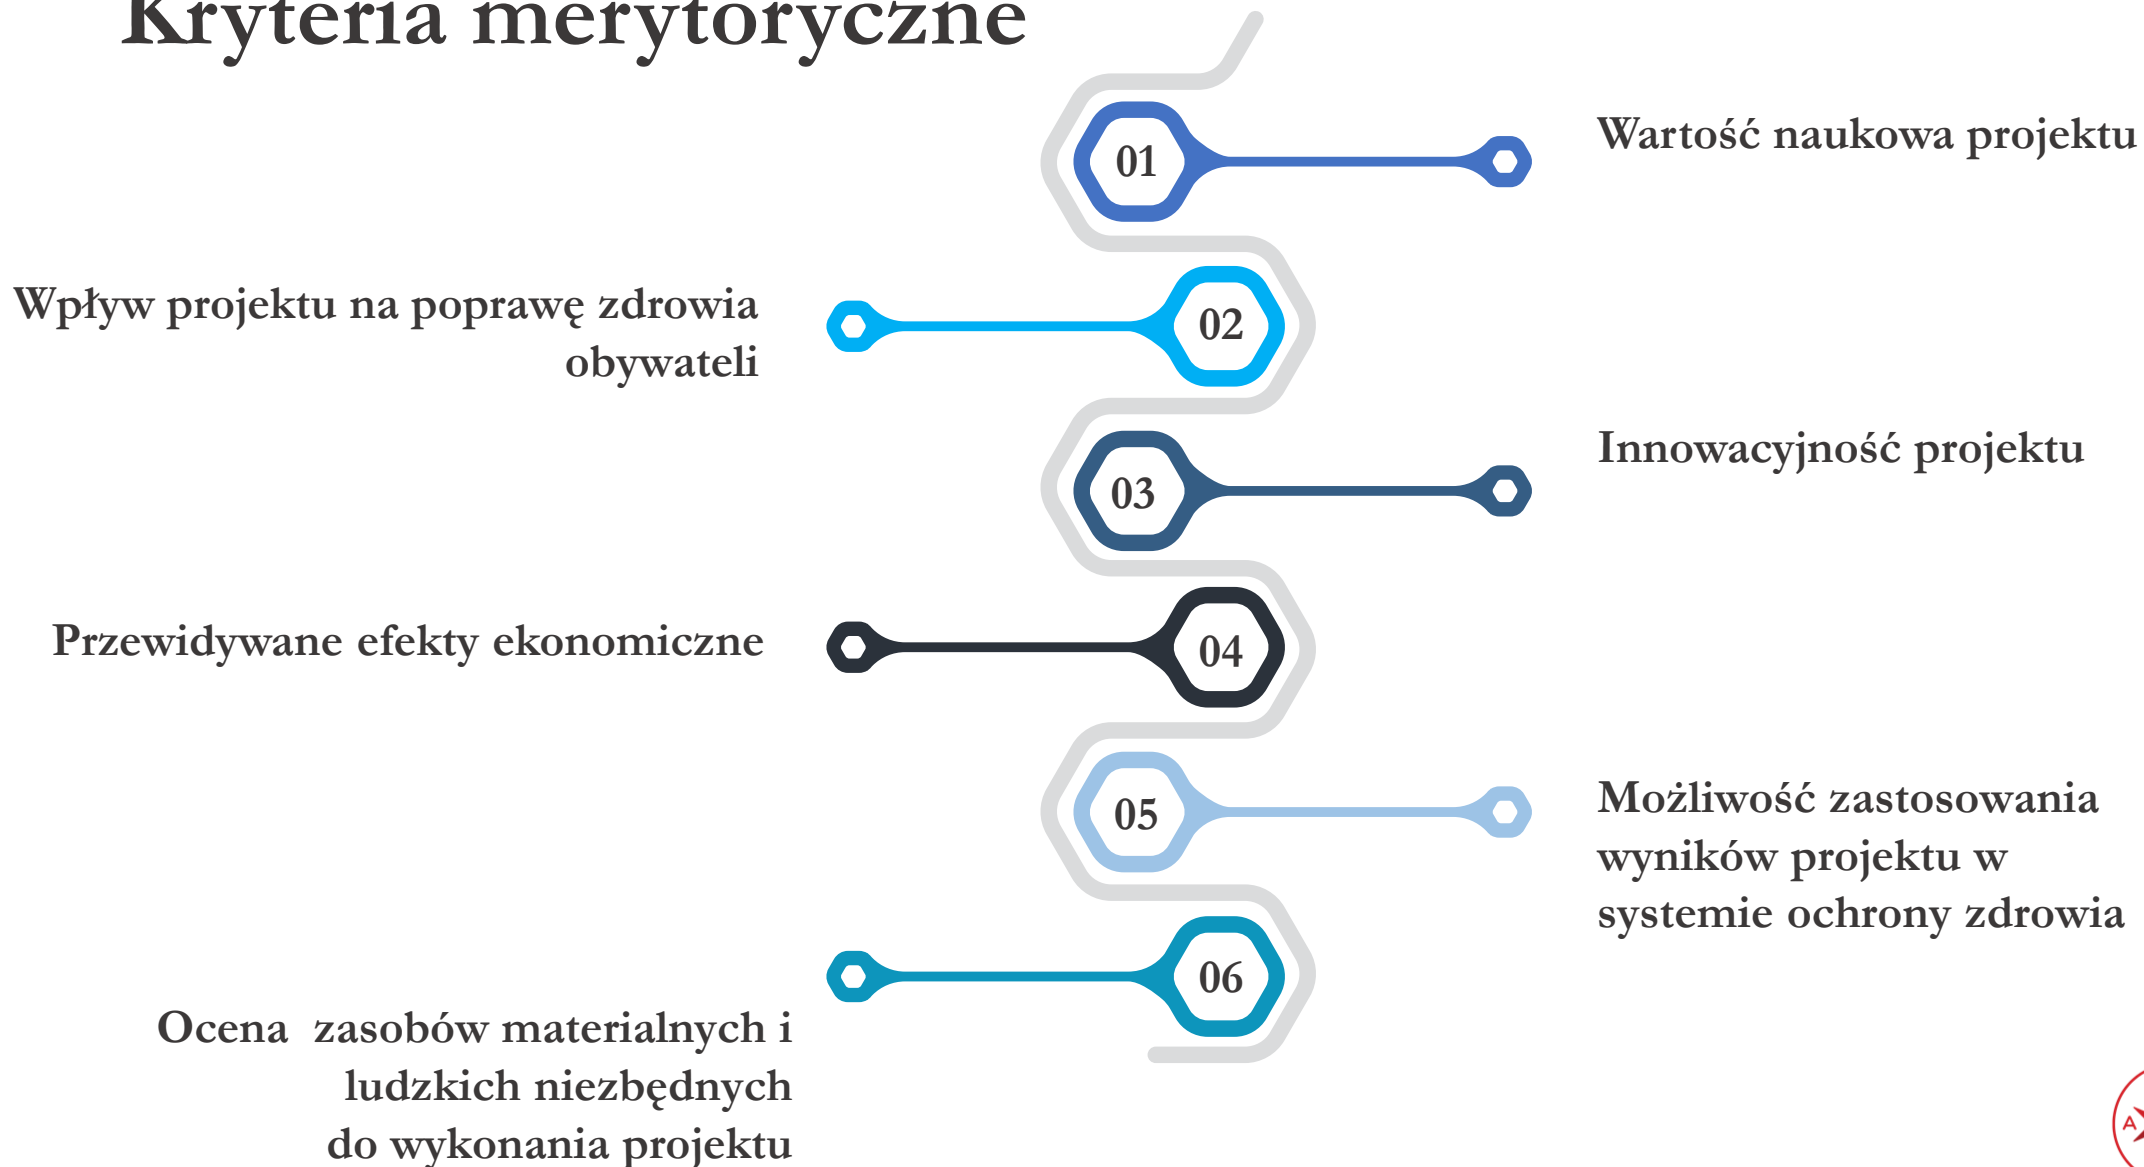 Kryteria merytoryczne
01
Wartość naukowa projektu
Wpływ projektu na poprawę zdrowia
obywateli
02
03
Innowacyjność projektu
Przewidywane efekty ekonomiczne
04
05
Możliwość zastosowania
wyników projektu w
systemie ochrony zdrowia
06
Ocena  zasobów materialnych i
ludzkich niezbędnych
do wykonania projektu
A